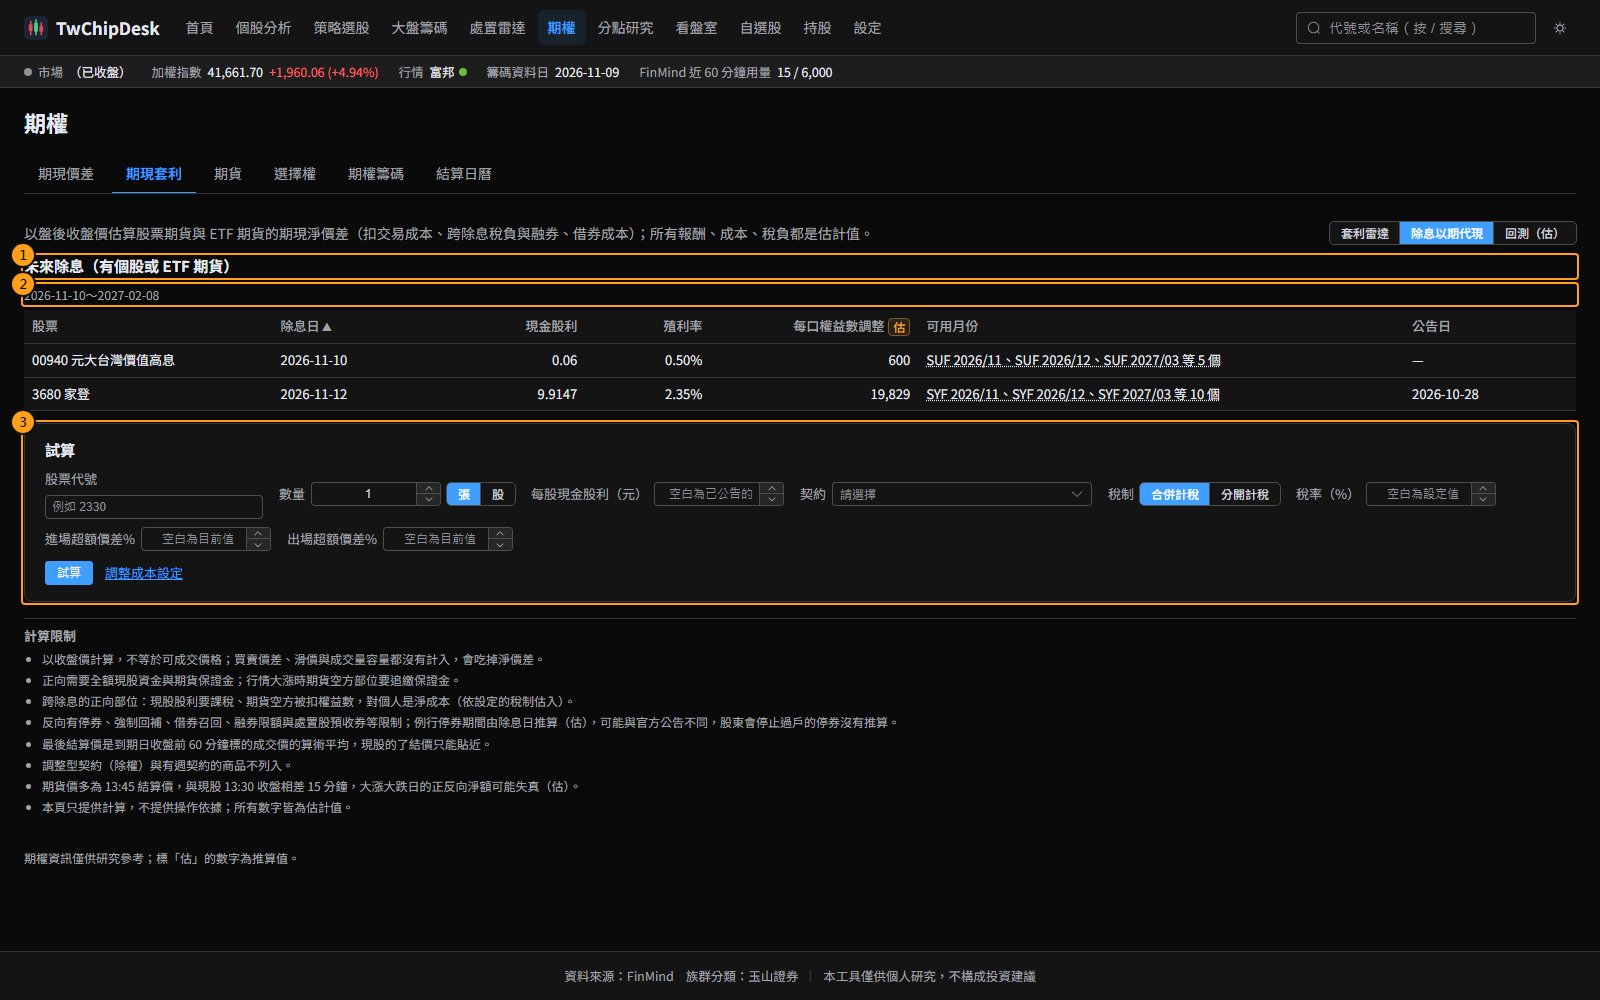 TwChipDesk 首頁 個股分析 策略選股 大盤籌碼 處置雷達 期權 分點研究 看盤室 自選股 持股 設定 代號或名稱（按 / 搜尋）
市場 （已收盤） 加權指數 41,661.70 +1,960.06 (+4.94%) 行情 富邦 籌碼資料日 2026-11-09 FinMind 近 60 分鐘用量 15 / 6,000
期權
期現價差 期現套利 期貨 選擇權 期權籌碼 結算日曆
以盤後收盤價估算股票期貨與 ETF 期貨的期現淨價差（扣交易成本、跨除息稅負與融券、借券成本）；所有報酬、成本、稅負都是估計值。 套利雷達 除息以期代現 回測（估）
1
未來除息（有個股或 ETF 期貨）
2
2026-11-10～2027-02-08
股票 除息日▲ 現金股利 殖利率 每口權益數調整 估 可用月份 公告日
00940 元大台灣價值高息 2026-11-10 0.06 0.50% 600 SUF 2026/11、SUF 2026/12、SUF 2027/03 等 5 個 —
3680 家登 2026-11-12 9.9147 2.35% 19,829 SYF 2026/11、SYF 2026/12、SYF 2027/03 等 10 個 2026-10-28
3
試算
股票代號
例如 2330 數量 1 張 股 每股現金股利（元） 空白為已公告的 契約 請選擇 稅制 合併計稅 分開計稅 稅率（%） 空白為設定值
進場超額價差% 空白為目前值 出場超額價差% 空白為目前值
試算 調整成本設定
計算限制
• 以收盤價計算，不等於可成交價格；買賣價差、滑價與成交量容量都沒有計入，會吃掉淨價差。
• 正向需要全額現股資金與期貨保證金；行情大漲時期貨空方部位要追繳保證金。
• 跨除息的正向部位：現股股利要課稅、期貨空方被扣權益數，對個人是淨成本（依設定的稅制估入）。
• 反向有停券、強制回補、借券召回、融券限額與處置股預收券等限制；例行停券期間由除息日推算（估），可能與官方公告不同，股東會停止過戶的停券沒有推算。
• 最後結算價是到期日收盤前 60 分鐘標的成交價的算術平均，現股的了結價只能貼近。
• 調整型契約（除權）與有週契約的商品不列入。
• 期貨價多為 13:45 結算價，與現股 13:30 收盤相差 15 分鐘，大漲大跌日的正反向淨額可能失真（估）。
• 本頁只提供計算，不提供操作依據；所有數字皆為估計值。
期權資訊僅供研究參考；標「估」的數字為推算值。
資料來源：FinMind 族群分類：玉山證券 本工具僅供個人研究，不構成投資建議